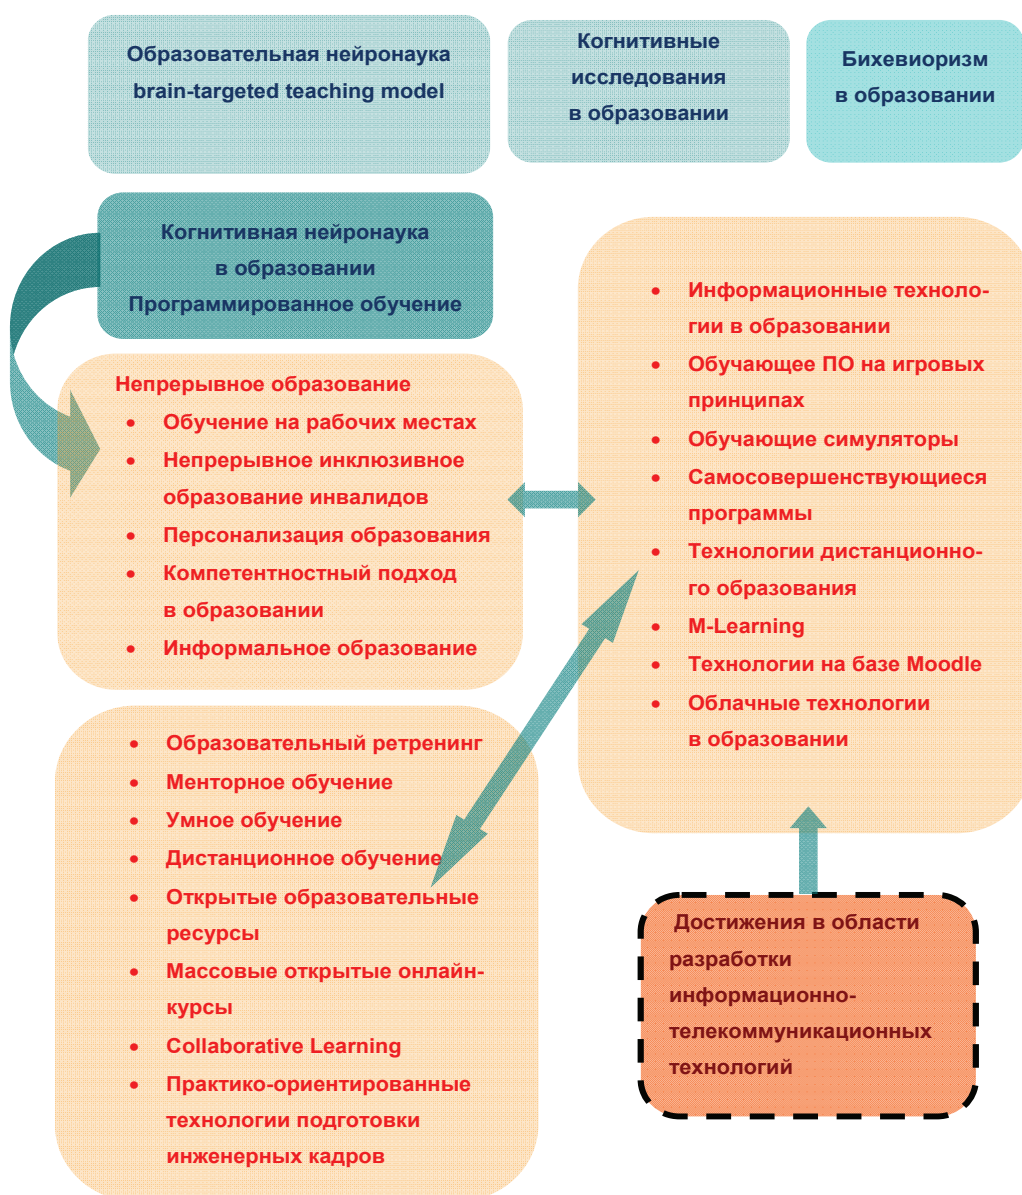 Образовательная нейронаука
brain-targeted teaching model
Когнитивные
исследования
в образовании
Бихевиоризм
в образовании
Когнитивная нейронаука
в образовании
Программированное обучение
Непрерывное образование
• Обучение на рабочих местах
• Непрерывное инклюзивное
образование инвалидов
• Персонализация образования
• Компетентностный подход
в образовании
• Информальное образование
• Информационные техноло-
гии в образовании
• Обучающее ПО на игровых
принципах
• Обучающие симуляторы
• Самосовершенствующиеся
программы
• Технологии дистанционно-
го образования
• M-Learning
• Технологии на базе Moodle
• Облачные технологии
в образовании
• Образовательный ретренинг
• Менторное обучение
• Умное обучение
• Дистанционное обучение
• Открытые образовательные
ресурсы
• Массовые открытые онлайн-
курсы
• Collaborative Learning
• Практико-ориентированные
технологии подготовки
инженерных кадров
Достижения в области
разработки
информационно-
телекоммуникационных
технологий